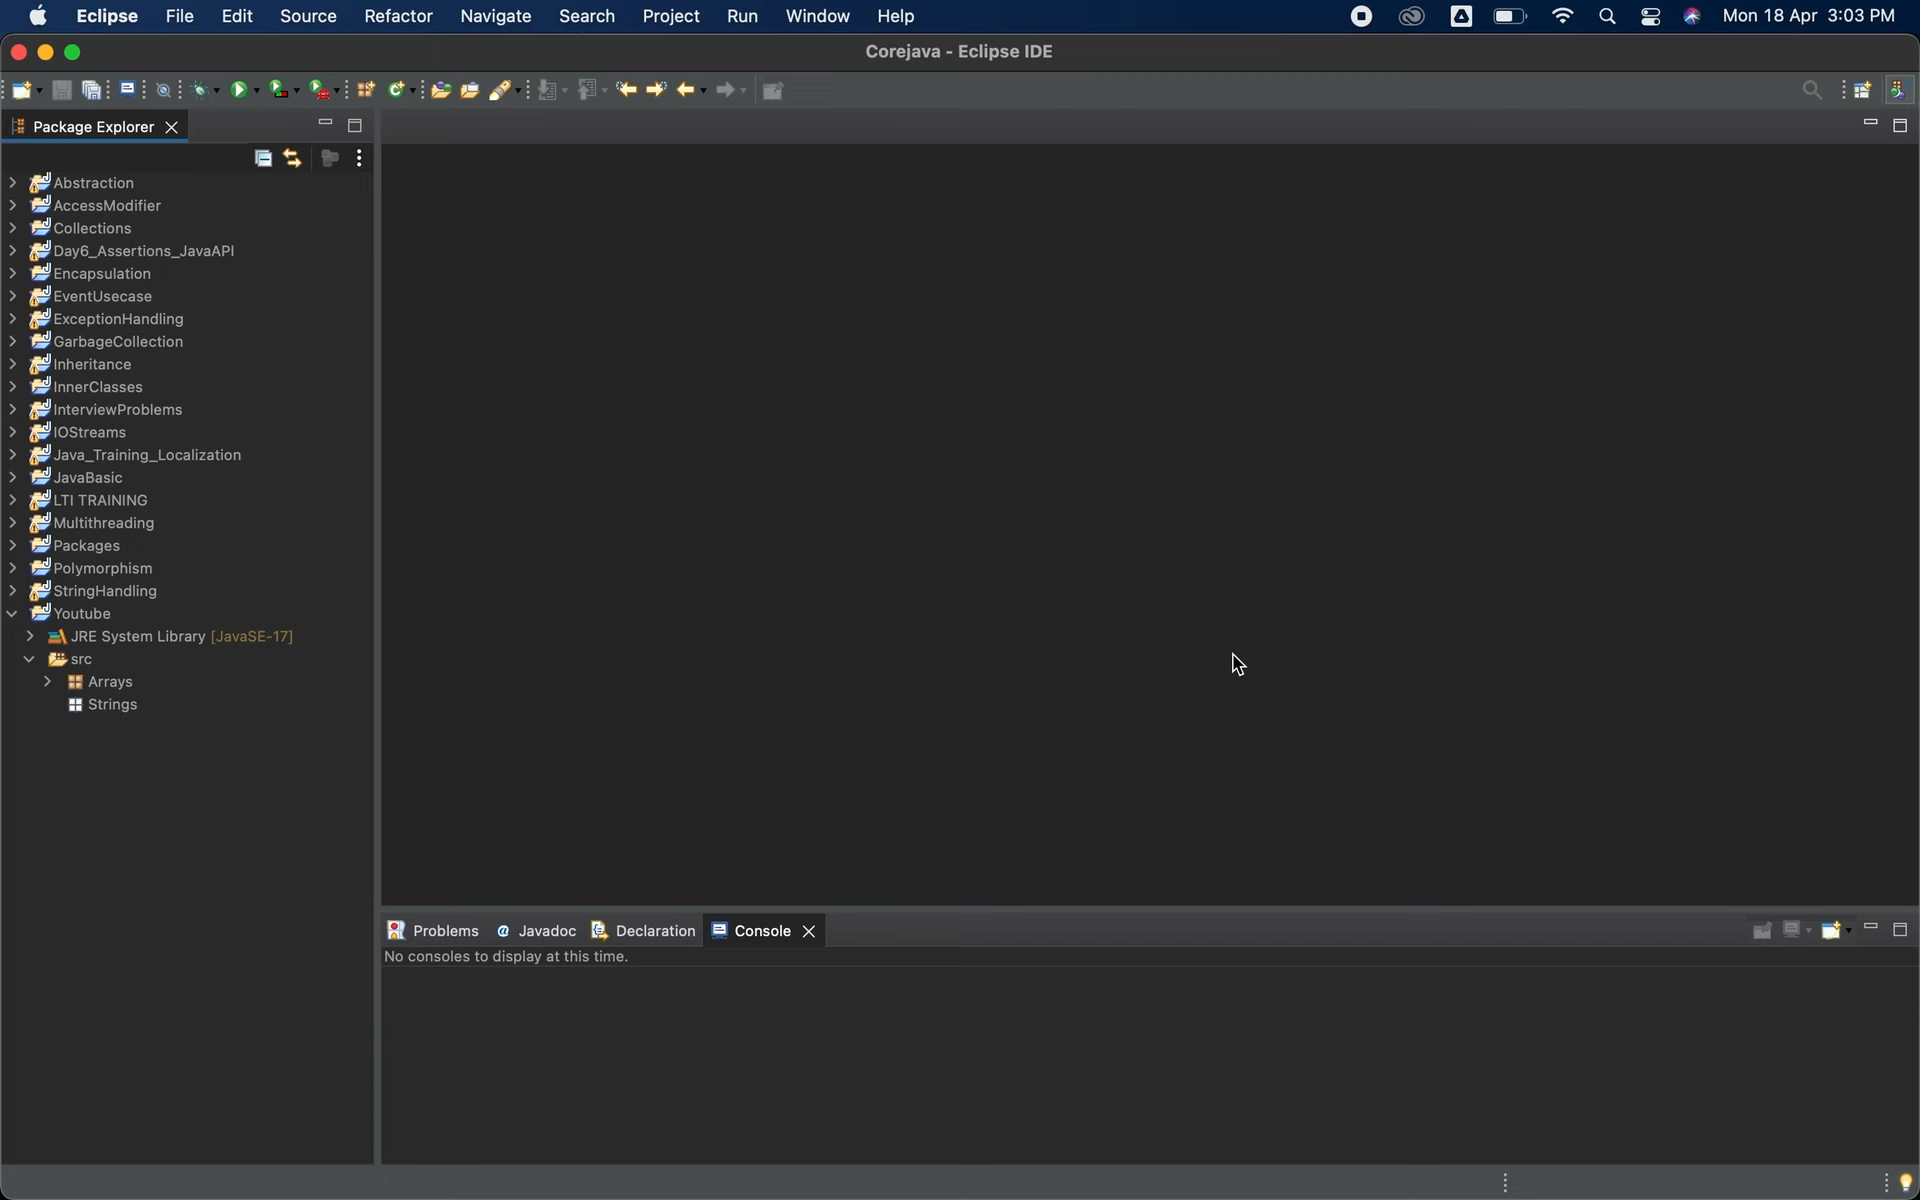 Eclipse File Edit Source Refactor Navigate Search Project Run Window Help Mon 18 Apr 3:03 PM
Corejava - Eclipse IDE
Package Explorer
Abstraction
AccessModifier
Collections
Day6_Assertions_JavaAPI
Encapsulation
EventUsecase
ExceptionHandling
GarbageCollection
Inheritance
InnerClasses
InterviewProblems
IOStreams
Java_Training_Localization
JavaBasic
LTI TRAINING
Multithreading
Packages
Polymorphism
StringHandling
Youtube
JRE System Library [JavaSE-17]
src
Arrays
Strings
Problems @ Javadoc Declaration Console
No consoles to display at this time.